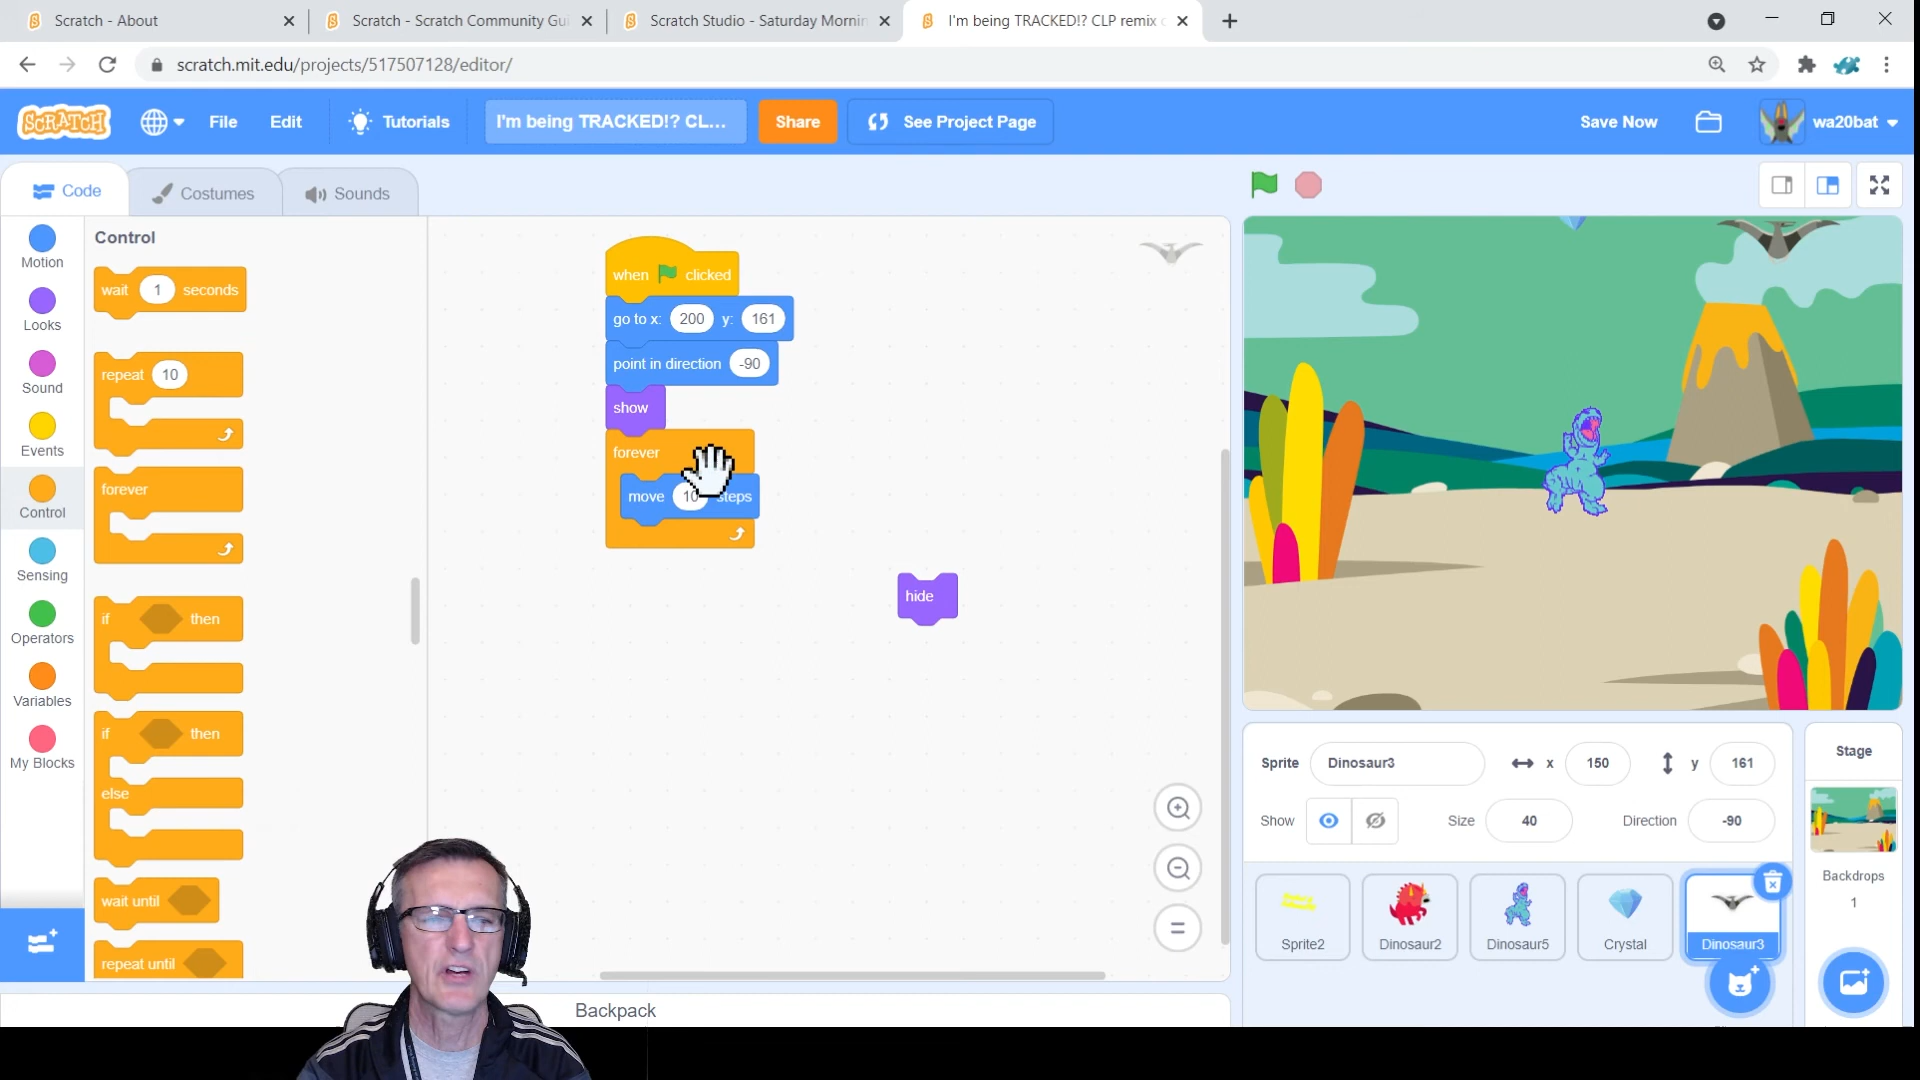 Scratch - About
Scratch - Scratch Community Gui
Scratch Studio - Saturday Mornin
I'm being TRACKED!? CLP remix o
scratch.mit.edu/projects/517507128/editor/
SCRATCH
File
Edit
Tutorials
I'm being TRACKED!? CL...
Share
See Project Page
Save Now
wa20bat
Code
Costumes
Sounds
Motion
Looks
Sound
Events
Control
Sensing
Operators
Variables
My Blocks
Control
wait 1 seconds
repeat 10
forever
if then
if then
else
wait until
repeat until
when clicked
go to x: 200 y: 161
point in direction -90
show
forever
move 10 steps
hide
Backpack
Sprite Dinosaur3 x 150 y 161
Show Size 40 Direction -90
Sprite2
Dinosaur2
Dinosaur5
Crystal
Dinosaur3
Stage
Backdrops
1